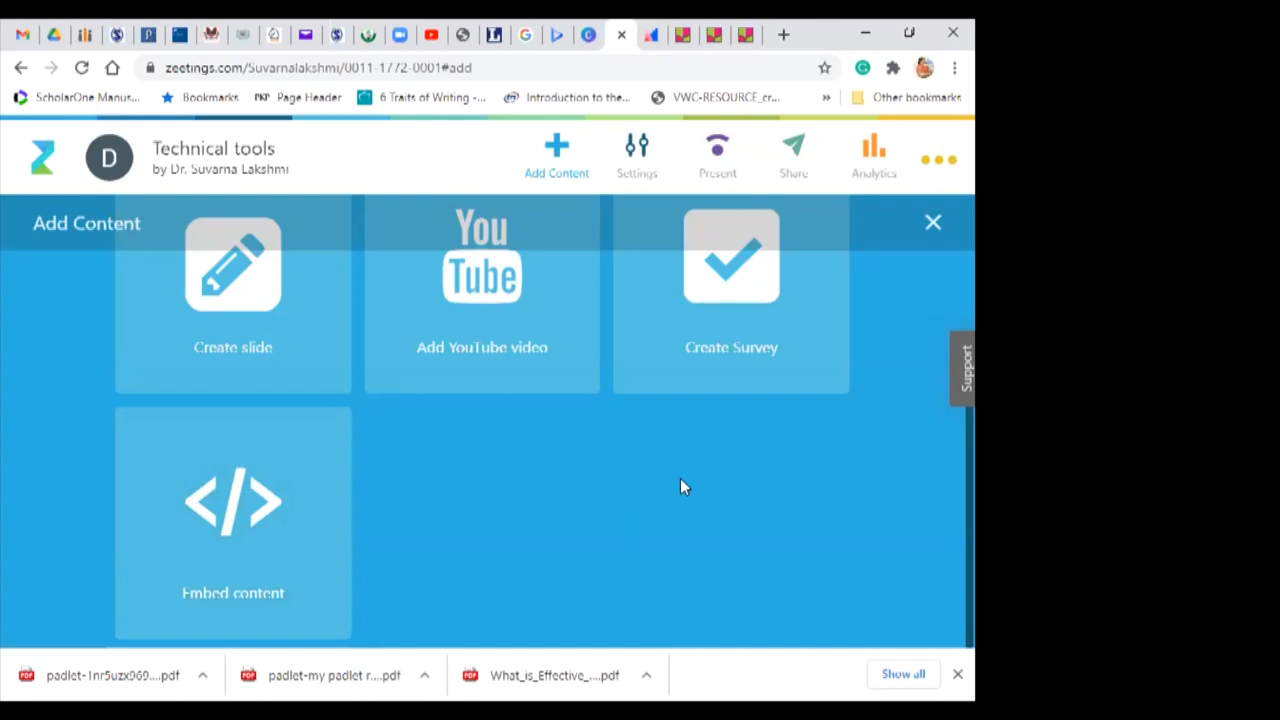 zeetings.com/Suvarnalakshmi/0011-1772-0001#add
ScholarOne Manus... Bookmarks PKP Page Header 6 Traits of Writing -... Introduction to the... VWC-RESOURCE_cr... » Other bookmarks
D Technical tools
by Dr. Suvarna Lakshmi
Add Content Settings Present Share Analytics
Add Content
You
Tube
Create slide Add YouTube video Create Survey
Support
</>
Embed content
padlet-1nr5uzx969....pdf padlet-my padlet r....pdf What_is_Effective_....pdf Show all